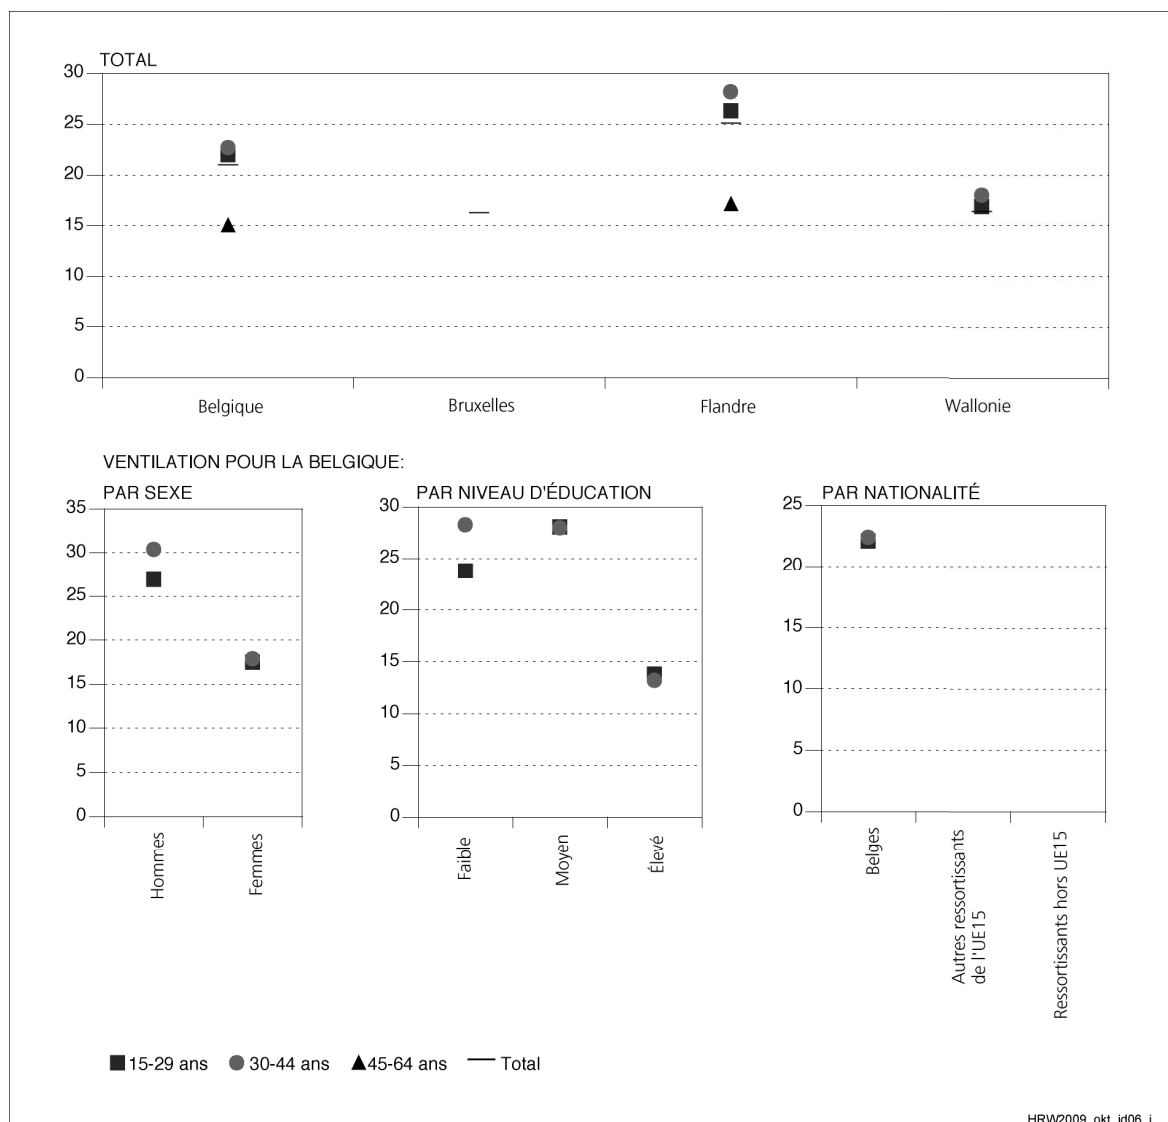 TOTAL
30
25
20
15
10
5
0
Belgique
Bruxelles
Flandre
Wallonie
VENTILATION POUR LA BELGIQUE:
PAR SEXE
35
30
25
20
15
10
5
0
Hommes
Femmes
PAR NIVEAU D'ÉDUCATION
30
25
20
15
10
5
0
Faible
Moyen
Élevé
PAR NATIONALITÉ
25
20
15
10
5
0
Belges
Autres ressortissants
de l'UE15
Ressortissants hors UE15
15-29 ans 30-44 ans 45-64 ans Total
HRW2009_okt_id06_i